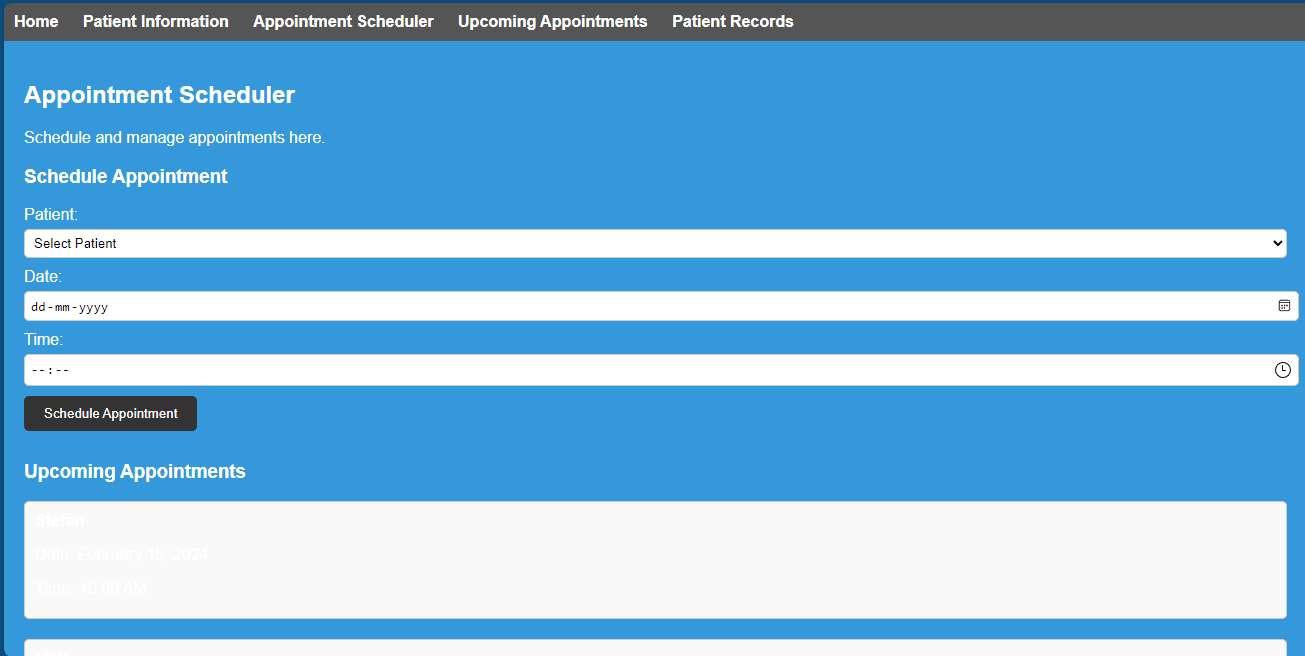 Home Patient Information Appointment Scheduler Upcoming Appointments Patient Records
Appointment Scheduler
Schedule and manage appointments here.
Schedule Appointment
Patient:
Select Patient
Date:
dd-mm-yyyy
Time:
--:--
Schedule Appointment
Upcoming Appointments
Stefan
Date: February 15, 2024
Time: 10:00 AM